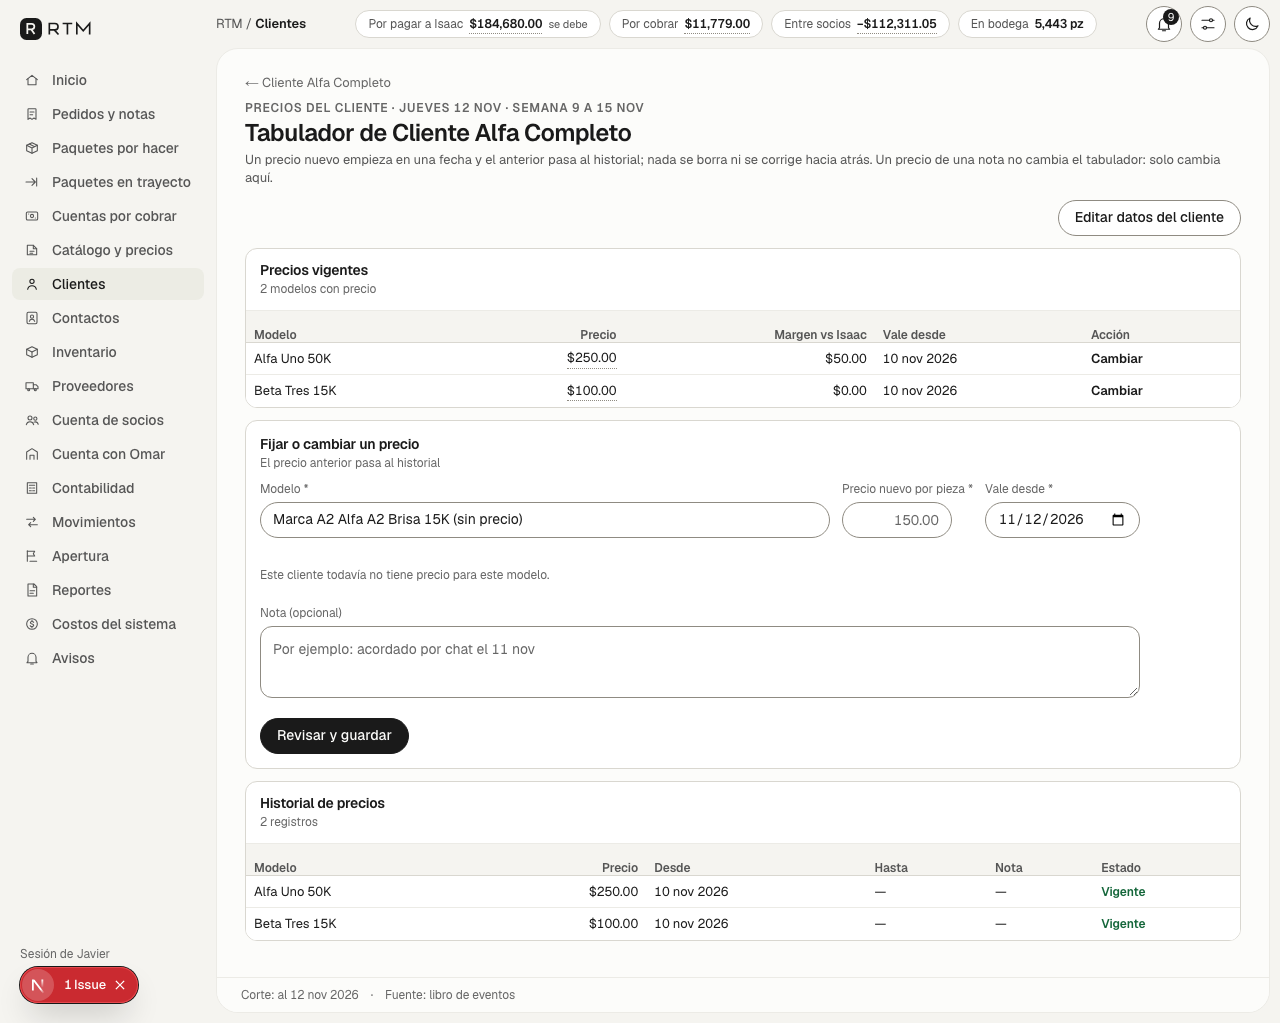 R RTM
RTM / Clientes
Por pagar a Isaac $184,680.00 se debe
Por cobrar $11,779.00
Entre socios −$112,311.05
En bodega 5,443 pz
9
Inicio
Pedidos y notas
Paquetes por hacer
Paquetes en trayecto
Cuentas por cobrar
Catálogo y precios
Clientes
Contactos
Inventario
Proveedores
Cuenta de socios
Cuenta con Omar
Contabilidad
Movimientos
Apertura
Reportes
Costos del sistema
Avisos
Sesión de Javier
N 1 Issue ×
← Cliente Alfa Completo
PRECIOS DEL CLIENTE · JUEVES 12 NOV · SEMANA 9 A 15 NOV
Tabulador de Cliente Alfa Completo
Un precio nuevo empieza en una fecha y el anterior pasa al historial; nada se borra ni se corrige hacia atrás. Un precio de una nota no cambia el tabulador: solo cambia
aquí.
Editar datos del cliente
Precios vigentes
2 modelos con precio
Modelo Precio Margen vs Isaac Vale desde Acción
Alfa Uno 50K $250.00 $50.00 10 nov 2026 Cambiar
Beta Tres 15K $100.00 $0.00 10 nov 2026 Cambiar
Fijar o cambiar un precio
El precio anterior pasa al historial
Modelo * Precio nuevo por pieza * Vale desde *
Marca A2 Alfa A2 Brisa 15K (sin precio) 150.00 11/12/2026
Este cliente todavía no tiene precio para este modelo.
Nota (opcional)
Por ejemplo: acordado por chat el 11 nov
Revisar y guardar
Historial de precios
2 registros
Modelo Precio Desde Hasta Nota Estado
Alfa Uno 50K $250.00 10 nov 2026 — — Vigente
Beta Tres 15K $100.00 10 nov 2026 — — Vigente
Corte: al 12 nov 2026 · Fuente: libro de eventos